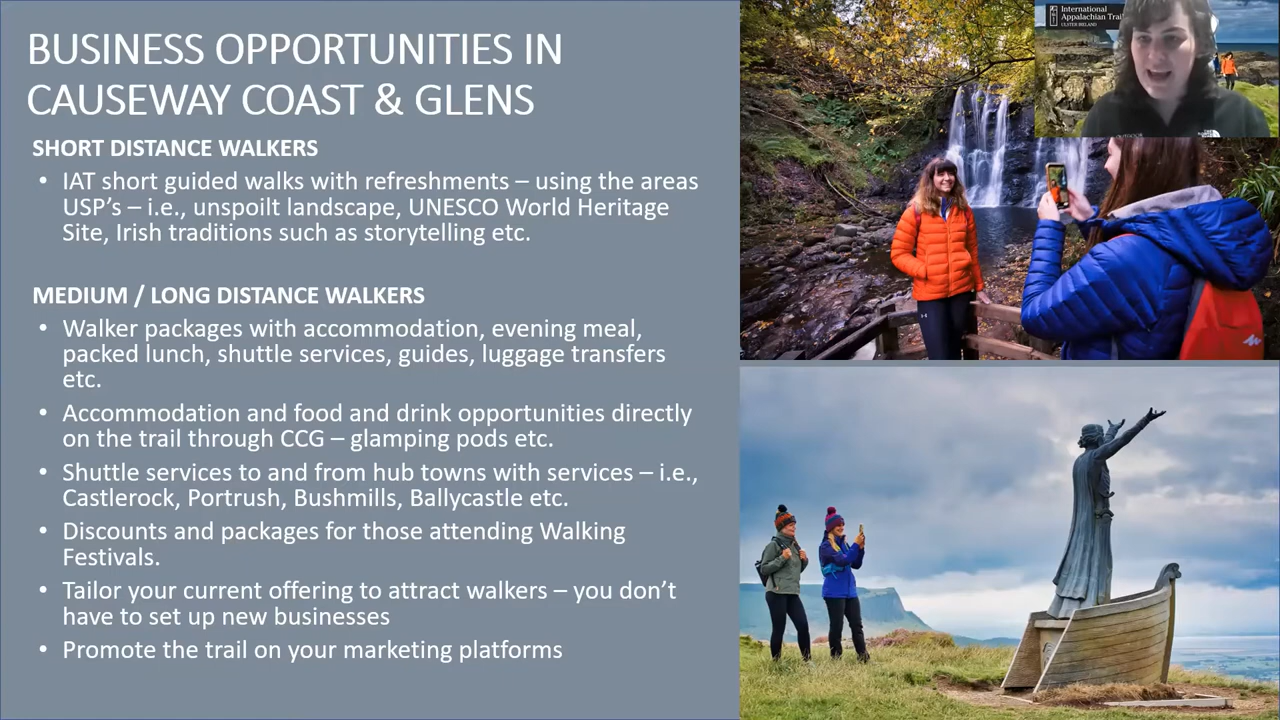 BUSINESS OPPORTUNITIES IN
CAUSEWAY COAST & GLENS
SHORT DISTANCE WALKERS
• IAT short guided walks with refreshments – using the areas
USP's – i.e., unspoilt landscape, UNESCO World Heritage
Site, Irish traditions such as storytelling etc.
MEDIUM / LONG DISTANCE WALKERS
• Walker packages with accommodation, evening meal,
packed lunch, shuttle services, guides, luggage transfers
etc.
• Accommodation and food and drink opportunities directly
on the trail through CCG – glamping pods etc.
• Shuttle services to and from hub towns with services – i.e.,
Castlerock, Portrush, Bushmills, Ballycastle etc.
• Discounts and packages for those attending Walking
Festivals.
• Tailor your current offering to attract walkers – you don't
have to set up new businesses
• Promote the trail on your marketing platforms
International
Appalachian Trail
ULSTER IRELAND